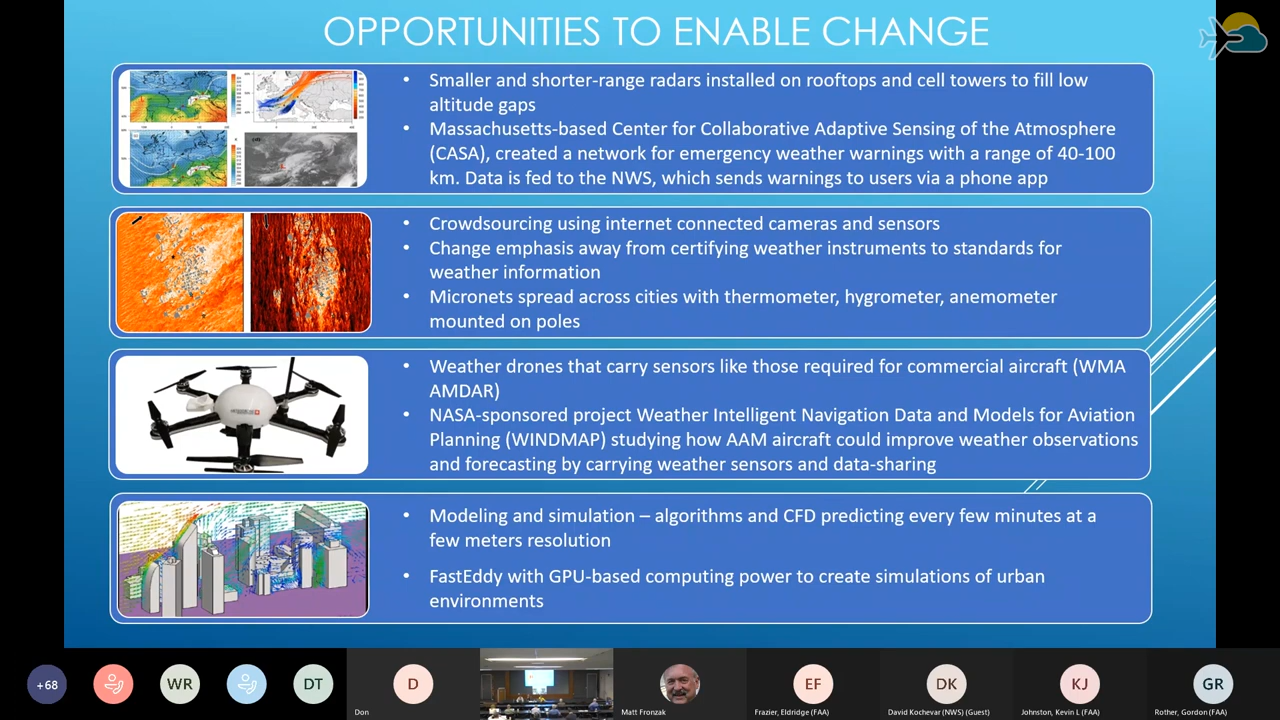 OPPORTUNITIES TO ENABLE CHANGE
• Smaller and shorter-range radars installed on rooftops and cell towers to fill low
altitude gaps
• Massachusetts-based Center for Collaborative Adaptive Sensing of the Atmosphere
(CASA), created a network for emergency weather warnings with a range of 40-100
km. Data is fed to the NWS, which sends warnings to users via a phone app
• Crowdsourcing using internet connected cameras and sensors
• Change emphasis away from certifying weather instruments to standards for
weather information
• Micronets spread across cities with thermometer, hygrometer, anemometer
mounted on poles
• Weather drones that carry sensors like those required for commercial aircraft (WMA
AMDAR)
• NASA-sponsored project Weather Intelligent Navigation Data and Models for Aviation
Planning (WINDMAP) studying how AAM aircraft could improve weather observations
and forecasting by carrying weather sensors and data-sharing
• Modeling and simulation – algorithms and CFD predicting every few minutes at a
few meters resolution
• FastEddy with GPU-based computing power to create simulations of urban
environments
+68
WR
DT
D
Don
Matt Fronzak
EF
Frazier, Eldridge (FAA)
DK
David Kochevar (NWS) (Guest)
KJ
Johnston, Kevin L (FAA)
GR
Rother, Gordon (FAA)